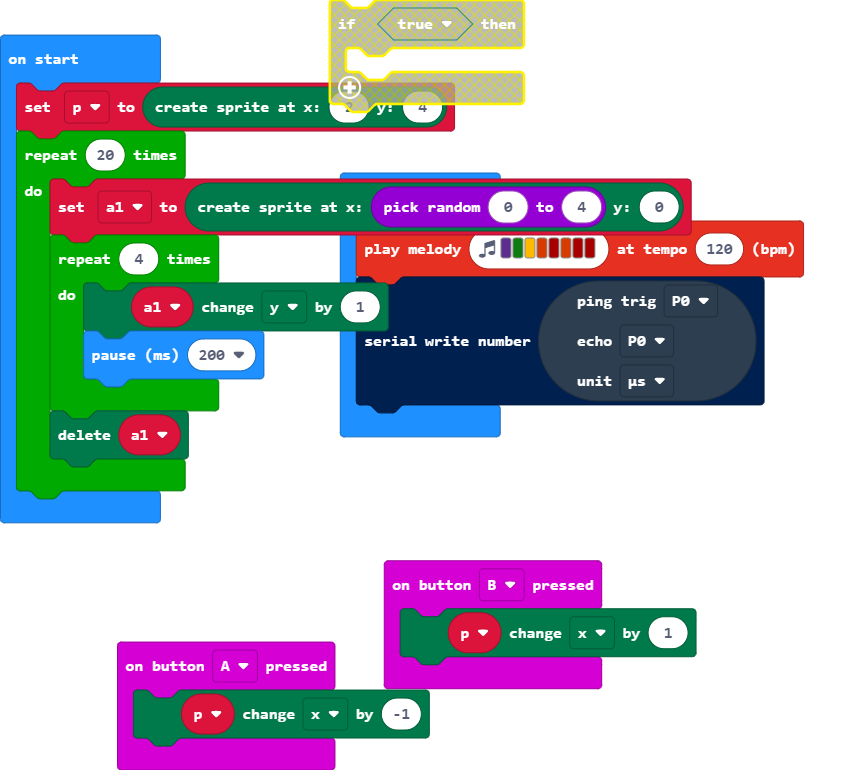 if true then
on start
set p to create sprite at x: 2 y: 4
repeat 20 times
do
set a1 to create sprite at x: pick random 0 to 4 y: 0
repeat 4 times
do
a1 change y by 1
pause (ms) 200
delete a1
play melody at tempo 120 (bpm)
serial write number
ping trig P0
echo P0
unit μs
on button B pressed
p change x by 1
on button A pressed
p change x by -1